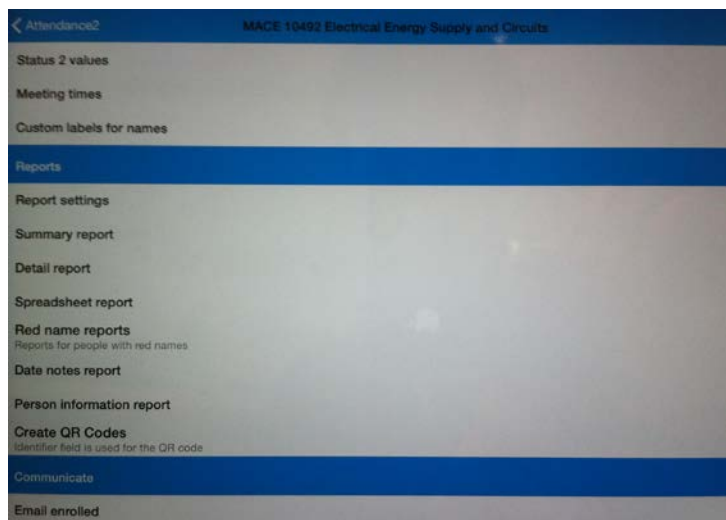 Attendance2
MACE 10492 Electrical Energy Supply and Circuits
Status 2 values
Meeting times
Custom labels for names
Reports
Report settings
Summary report
Detail report
Spreadsheet report
Red name reports
Reports for people with red names
Date notes report
Person information report
Create QR Codes
Identifier field is used for the QR code
Communicate
Email enrolled